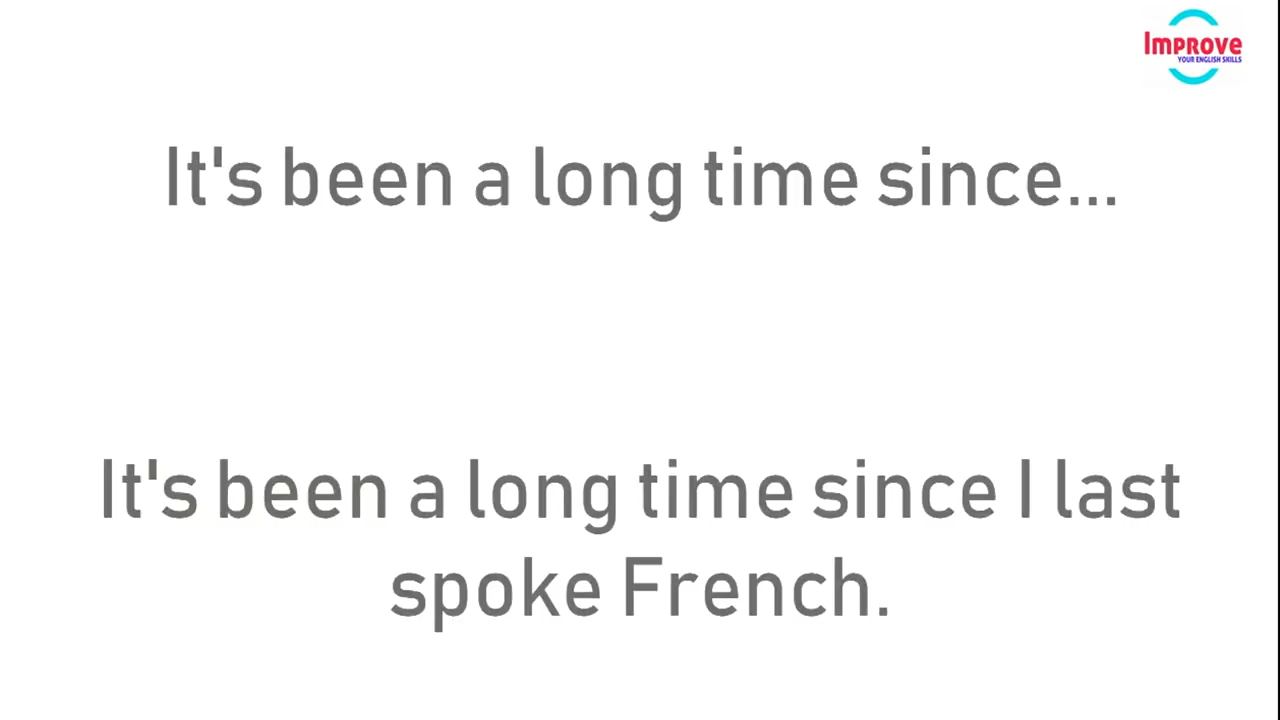 IMPROVE
YOUR ENGLISH SKILLS
It's been a long time since...
It's been a long time since I last
spoke French.